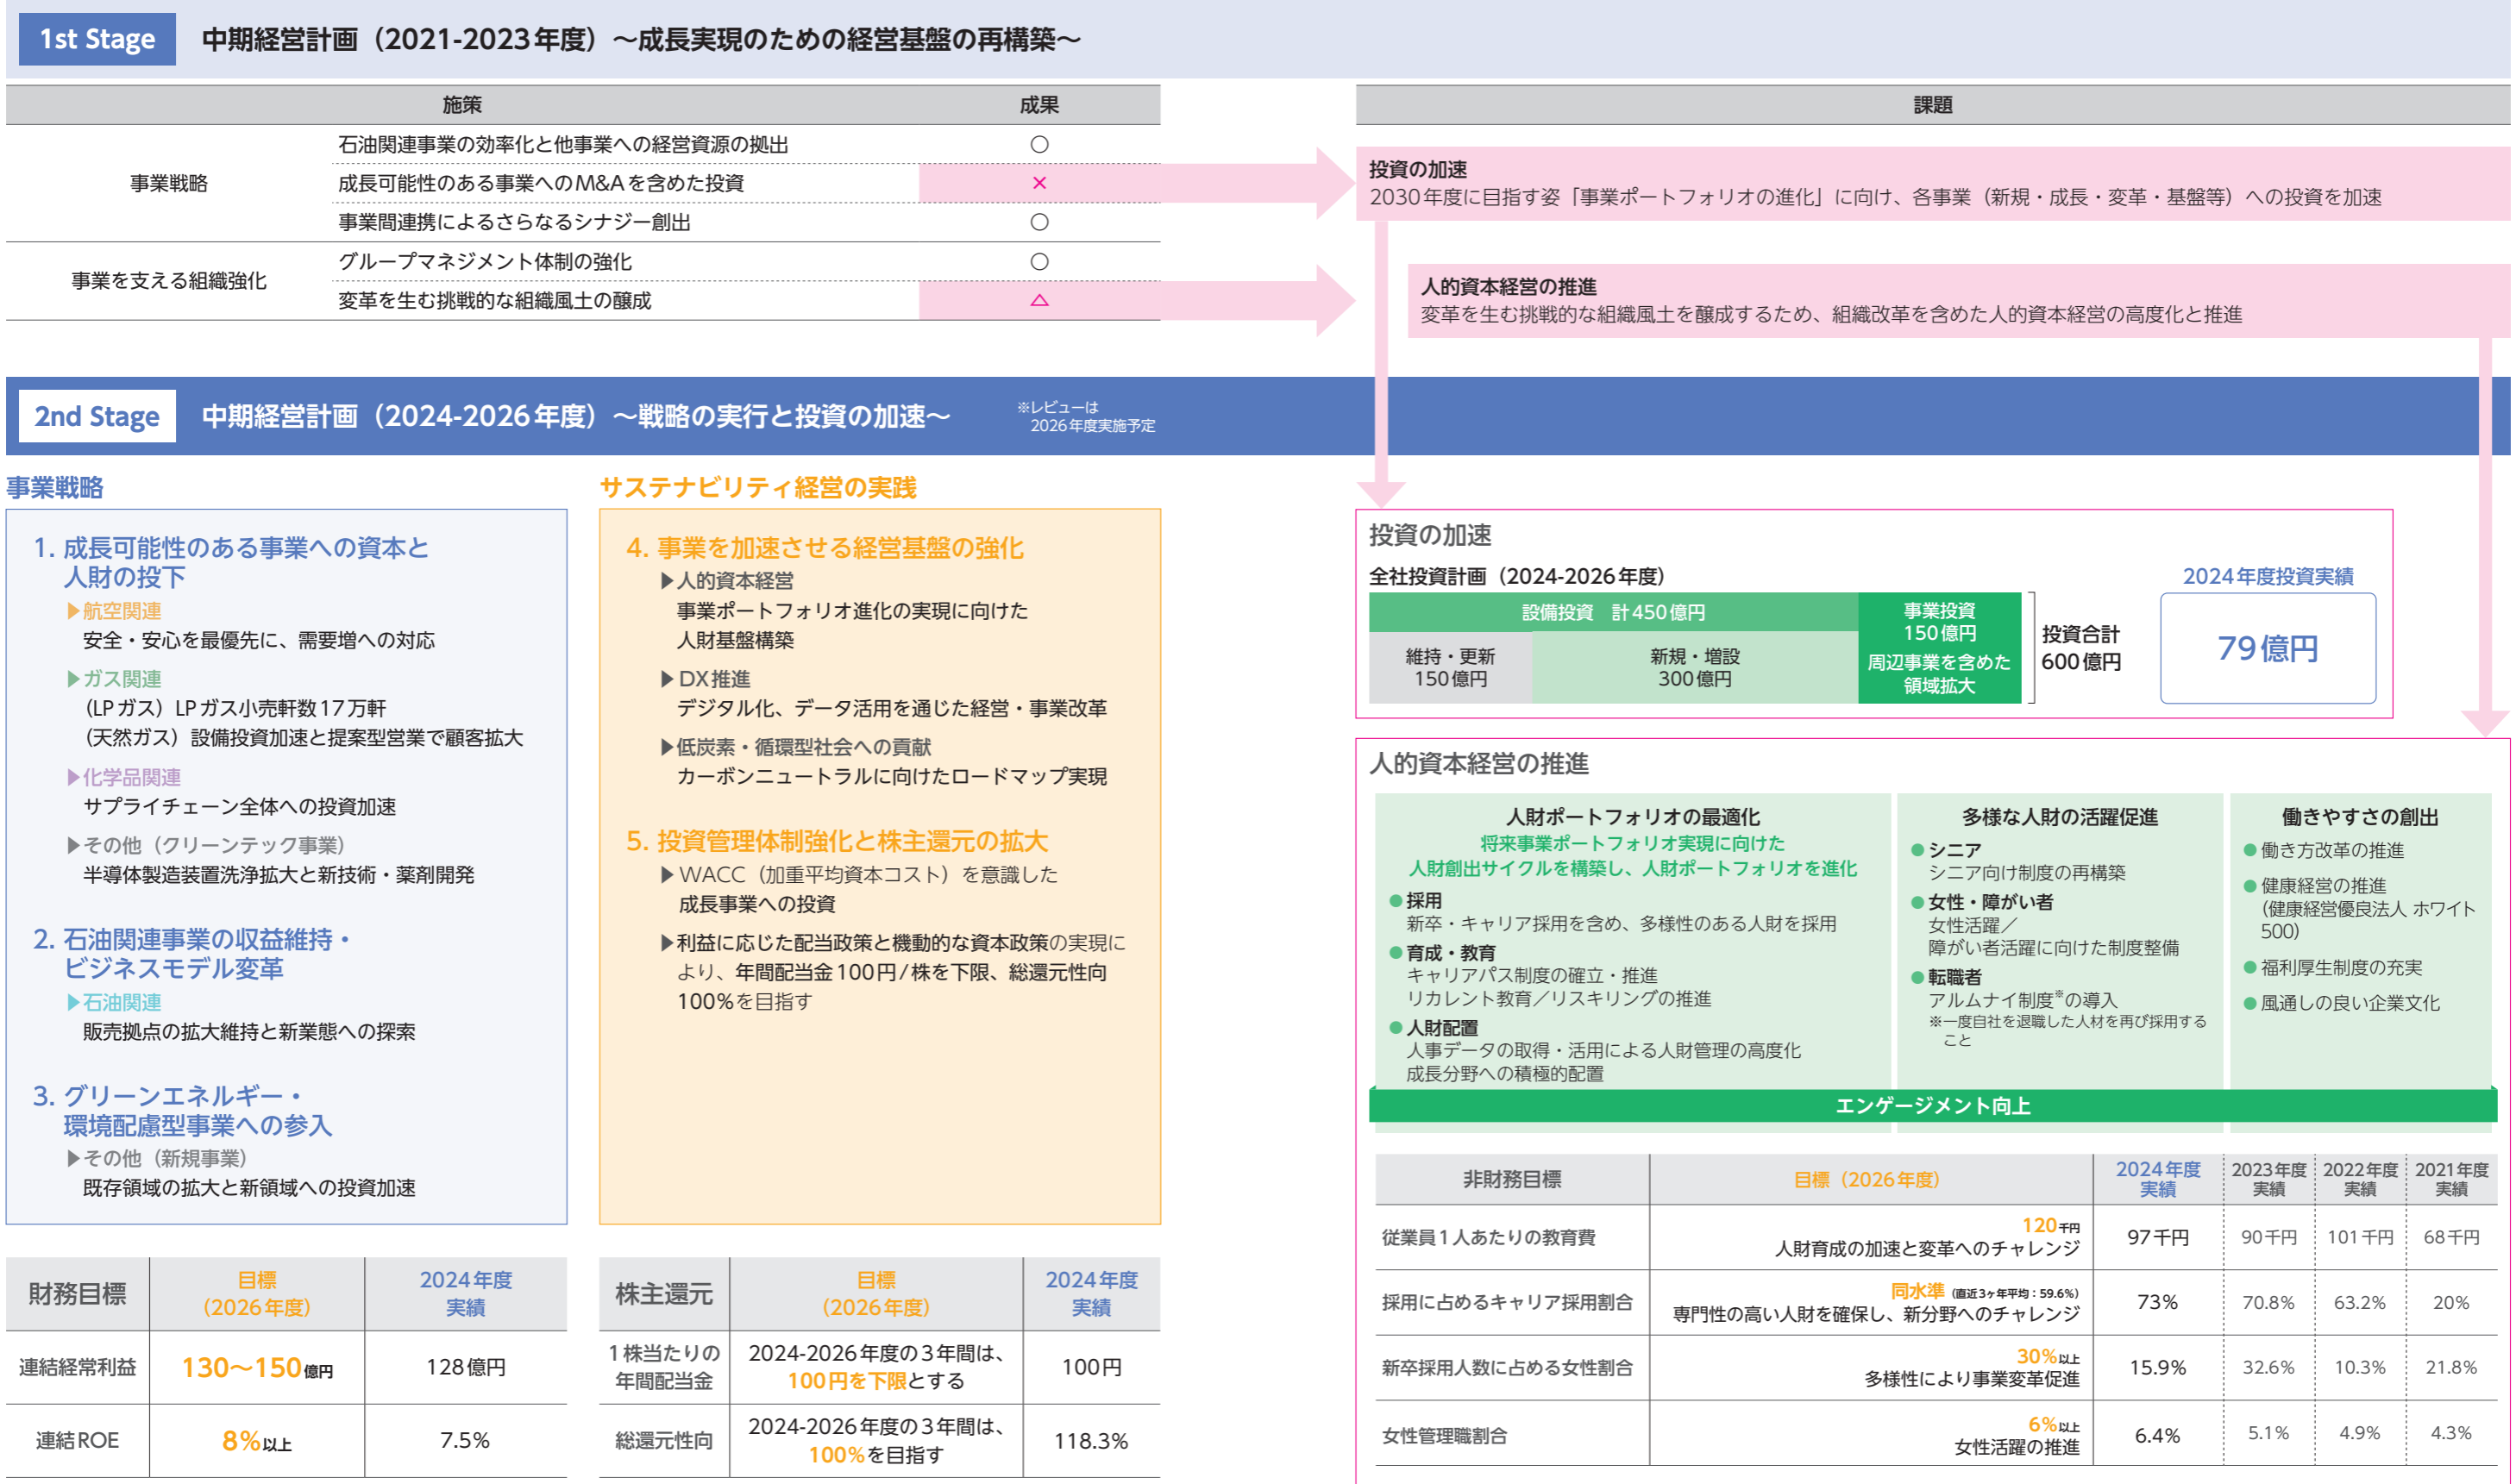 1st Stage 中期経営計画（2021-2023年度）～成長実現のための経営基盤の再構築～
施策 成果
事業戦略
石油関連事業の効率化と他事業への経営資源の拠出 ○
成長可能性のある事業へのM&Aを含めた投資 ×
事業間連携によるさらなるシナジー創出 ○
事業を支える組織強化
グループマネジメント体制の強化 ○
変革を生む挑戦的な組織風土の醸成 △
課題
投資の加速
2030年度に目指す姿「事業ポートフォリオの進化」に向け、各事業（新規・成長・変革・基盤等）への投資を加速
人的資本経営の推進
変革を生む挑戦的な組織風土を醸成するため、組織改革を含めた人的資本経営の高度化と推進
2nd Stage 中期経営計画（2024-2026年度）～戦略の実行と投資の加速～
※レビューは
2026年度実施予定
事業戦略
1. 成長可能性のある事業への資本と
人財の投下
▶航空関連
安全・安心を最優先に、需要増への対応
▶ガス関連
（LPガス）LPガス小売軒数17万軒
（天然ガス）設備投資加速と提案型営業で顧客拡大
▶化学品関連
サプライチェーン全体への投資加速
▶その他（クリーンテック事業）
半導体製造装置洗浄拡大と新技術・薬剤開発
2. 石油関連事業の収益維持・
ビジネスモデル変革
▶石油関連
販売拠点の拡大維持と新業態への探索
3. グリーンエネルギー・
環境配慮型事業への参入
▶その他（新規事業）
既存領域の拡大と新領域への投資加速
サステナビリティ経営の実践
4. 事業を加速させる経営基盤の強化
▶人的資本経営
事業ポートフォリオ進化の実現に向けた
人財基盤構築
▶DX推進
デジタル化、データ活用を通じた経営・事業改革
▶低炭素・循環型社会への貢献
カーボンニュートラルに向けたロードマップ実現
5. 投資管理体制強化と株主還元の拡大
▶WACC（加重平均資本コスト）を意識した
成長事業への投資
▶利益に応じた配当政策と機動的な資本政策の実現に
より、年間配当金100円/株を下限、総還元性向
100%を目指す
財務目標 目標（2026年度） 2024年度実績
連結経常利益 130～150億円 128億円
連結ROE 8%以上 7.5%
株主還元 目標（2026年度） 2024年度実績
1株当たりの年間配当金 2024-2026年度の3年間は、100円を下限とする 100円
総還元性向 2024-2026年度の3年間は、100%を目指す 118.3%
投資の加速
全社投資計画（2024-2026年度）
設備投資 計450億円
維持・更新
150億円
新規・増設
300億円
事業投資
150億円
周辺事業を含めた
領域拡大
投資合計
600億円
2024年度投資実績
79億円
人的資本経営の推進
人財ポートフォリオの最適化
将来事業ポートフォリオ実現に向けた
人財創出サイクルを構築し、人財ポートフォリオを進化
●採用
新卒・キャリア採用を含め、多様性のある人財を採用
●育成・教育
キャリアパス制度の確立・推進
リカレント教育／リスキリングの推進
●人財配置
人事データの取得・活用による人財管理の高度化
成長分野への積極的配置
多様な人財の活躍促進
●シニア
シニア向け制度の再構築
●女性・障がい者
女性活躍／
障がい者活躍に向けた制度整備
●転職者
アルムナイ制度※の導入
※一度自社を退職した人材を再び採用する
こと
働きやすさの創出
●働き方改革の推進
●健康経営の推進
（健康経営優良法人 ホワイト
500）
●福利厚生制度の充実
●風通しの良い企業文化
エンゲージメント向上
非財務目標 目標（2026年度） 2024年度実績 2023年度実績 2022年度実績 2021年度実績
従業員1人あたりの教育費 120千円 人財育成の加速と変革へのチャレンジ 97千円 90千円 101千円 68千円
採用に占めるキャリア採用割合 同水準（直近3ヶ年平均：59.6%） 専門性の高い人財を確保し、新分野へのチャレンジ 73% 70.8% 63.2% 20%
新卒採用人数に占める女性割合 30%以上 多様性により事業変革促進 15.9% 32.6% 10.3% 21.8%
女性管理職割合 6%以上 女性活躍の推進 6.4% 5.1% 4.9% 4.3%